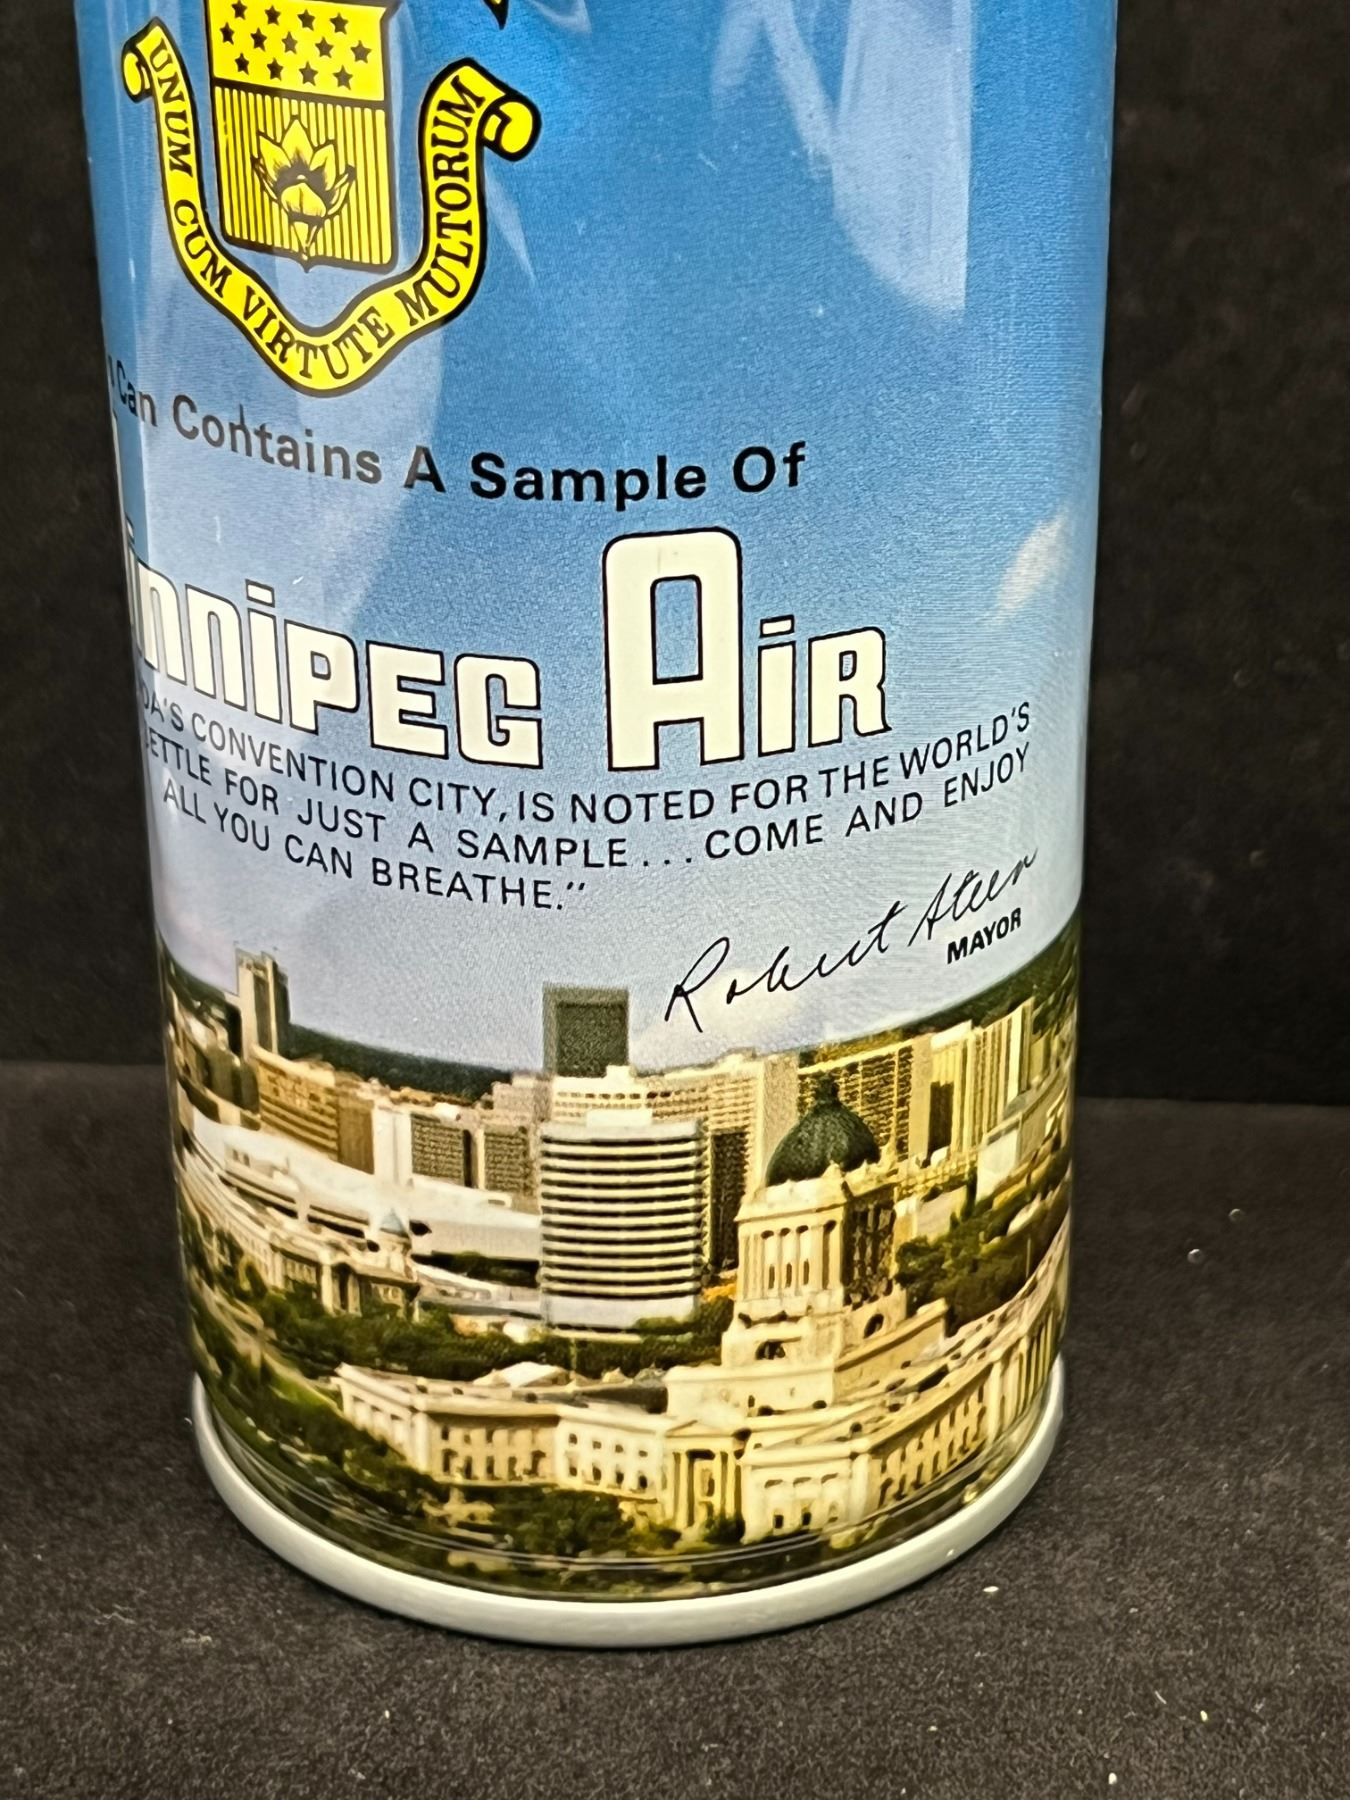 UNUM CUM VIRTUTE MULTORUM
Can Contains A Sample Of
innipeg Air
DA'S CONVENTION CITY, IS NOTED FOR THE WORLD'S
ETTLE FOR JUST A SAMPLE... COME AND ENJOY
ALL YOU CAN BREATHE."
Robert Steen
MAYOR